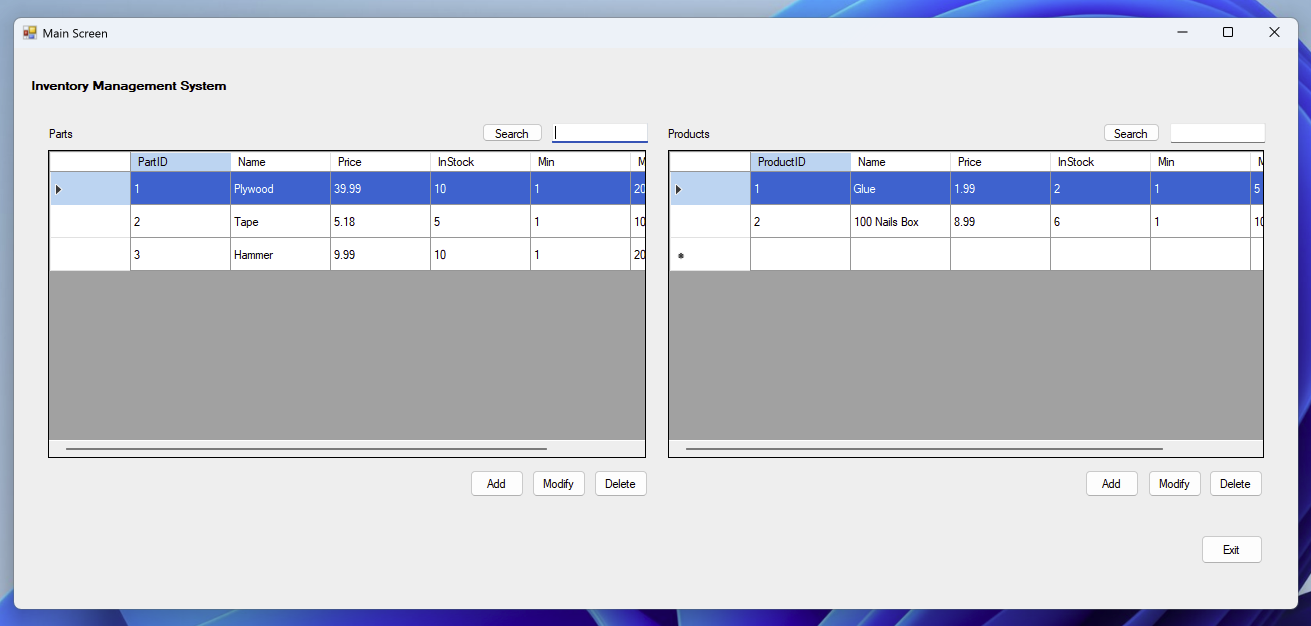 Main Screen
Inventory Management System
Parts Search Products Search
PartID Name Price InStock Min
1 Plywood 39.99 10 1 20
2 Tape 5.18 5 1 10
3 Hammer 9.99 10 1 20
ProductID Name Price InStock Min
1 Glue 1.99 2 1 5
2 100 Nails Box 8.99 6 1 10
Add Modify Delete
Add Modify Delete
Exit